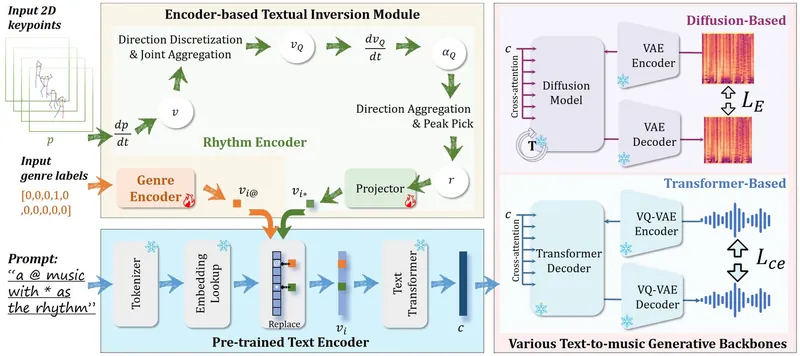 Input 2D
keypoints
p
dp
dt
v
Direction Discretization
& Joint Aggregation
v_Q
dv_Q
dt
α_Q
Direction Aggregation
& Peak Pick
r
Projector
v_i*
Encoder-based Textual Inversion Module
Rhythm Encoder
Input
genre labels
[0,0,0,1,0
,0,0,0,0,0]
Genre
Encoder
v_i@
Prompt:
“a @ music
with * as
the rhythm”
Tokenizer
Embedding
Lookup
Replace
v_i
Text
Transformer
c
Pre-trained Text Encoder
Diffusion-Based
c
Cross-attention
Diffusion
Model
T
VAE
Encoder
VAE
Decoder
L_E
Transformer-Based
c
Cross-attention
Transformer
Decoder
VQ-VAE
Encoder
VQ-VAE
Decoder
L_ce
Various Text-to-music Generative Backbones